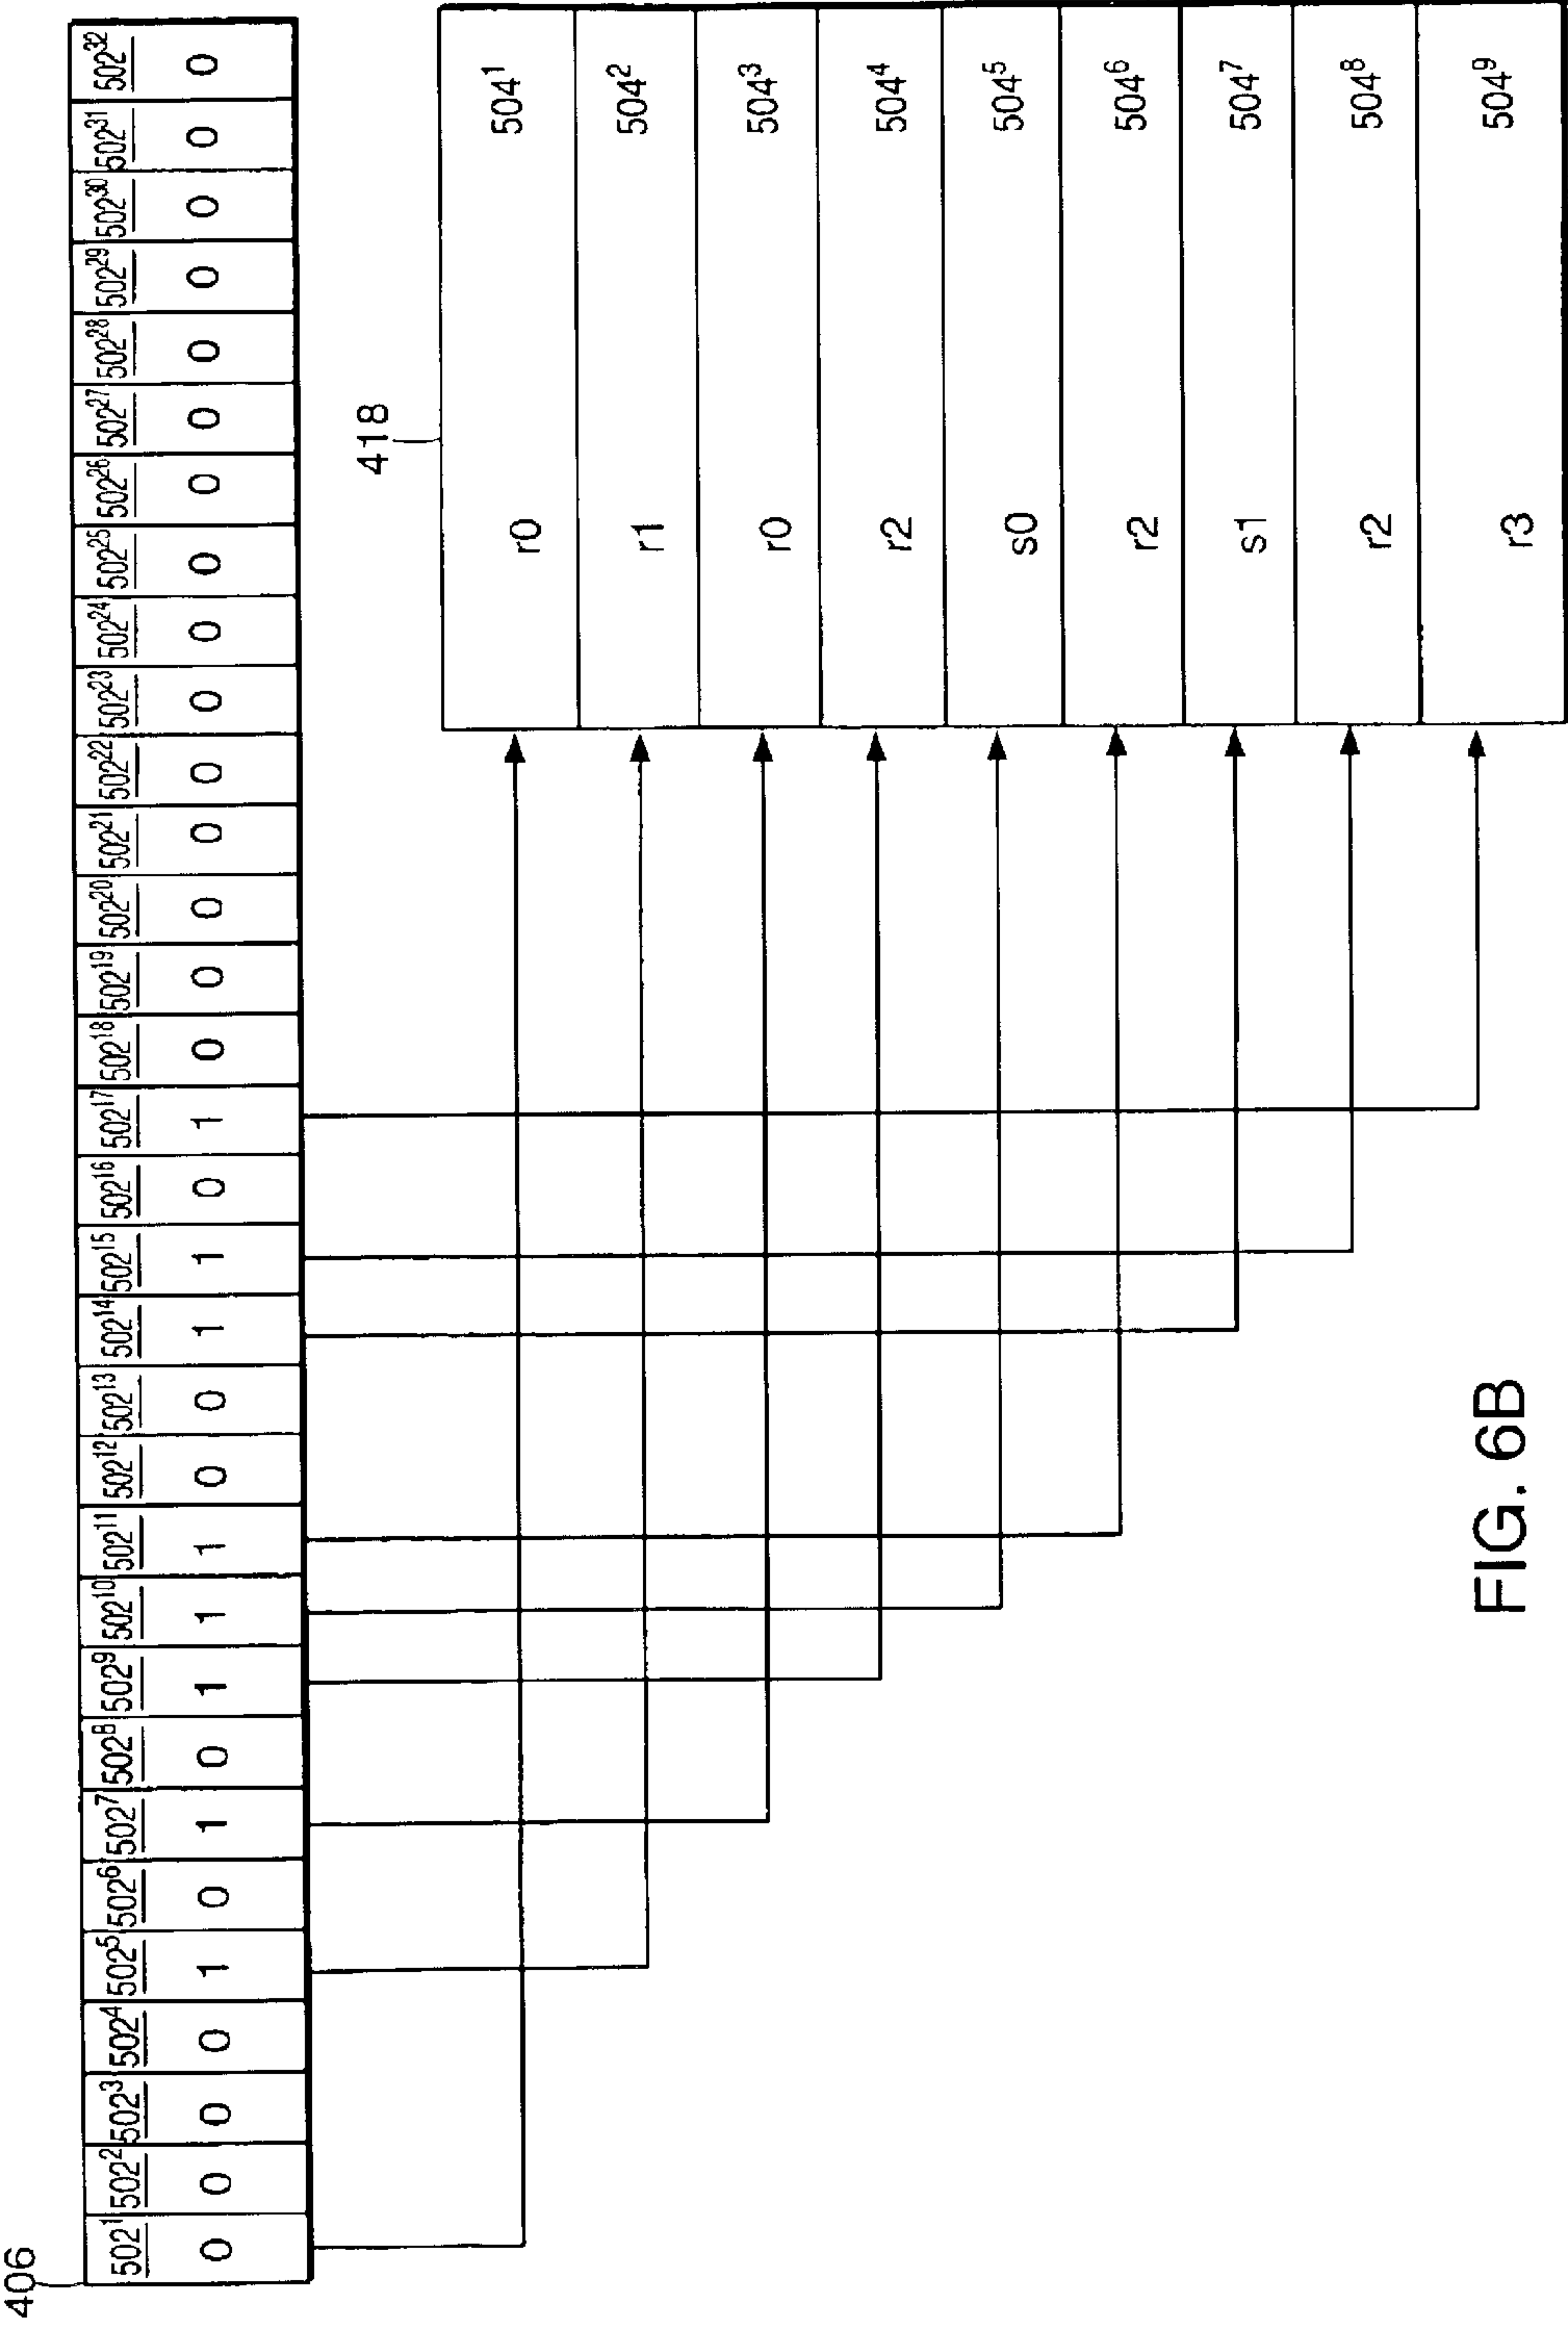 406
502¹ 502² 502³ 502⁴ 502⁵ 502⁶ 502⁷ 502⁸ 502⁹ 502¹⁰ 502¹¹ 502¹² 502¹³ 502¹⁴ 502¹⁵ 502¹⁶ 502¹⁷ 502¹⁸ 502¹⁹ 502²⁰ 502²¹ 502²² 502²³ 502²⁴ 502²⁵ 502²⁶ 502²⁷ 502²⁸ 502²⁹ 502³⁰ 502³¹ 502³²
0 0 0 0 1 0 1 0 1 1 1 0 0 1 1 0 1 0 0 0 0 0 0 0 0 0 0 0 0 0 0 0
418
r0 504¹
r1 504²
r0 504³
r2 504⁴
s0 504⁵
r2 504⁶
s1 504⁷
r2 504⁸
r3 504⁹
FIG. 6B